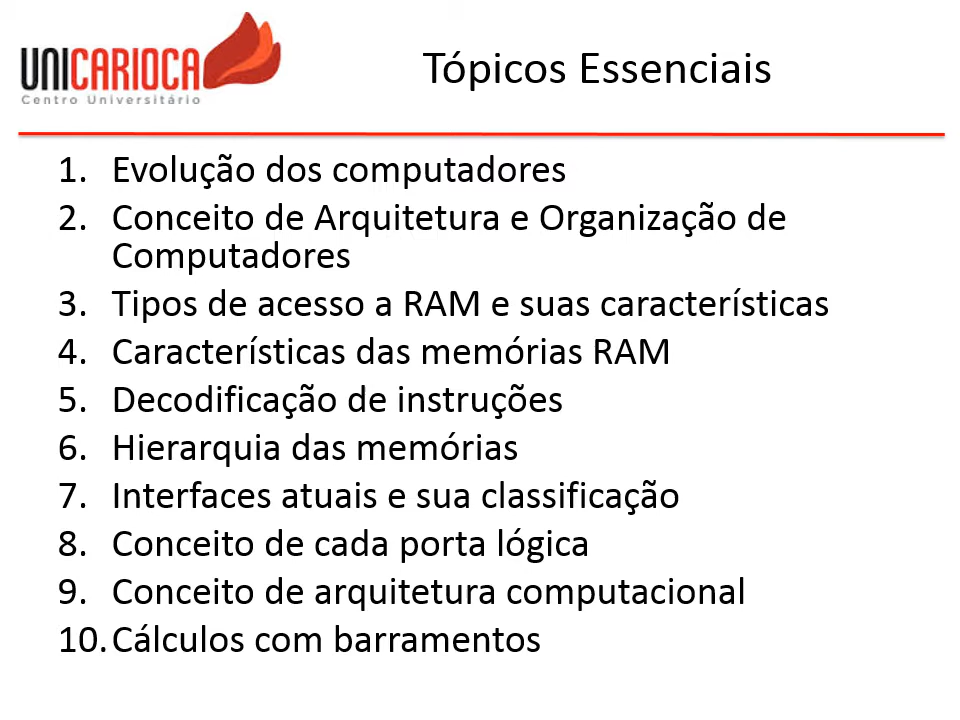 UNICARIOCA
Centro Universitário
Tópicos Essenciais
1. Evolução dos computadores
2. Conceito de Arquitetura e Organização de
Computadores
3. Tipos de acesso a RAM e suas características
4. Características das memórias RAM
5. Decodificação de instruções
6. Hierarquia das memórias
7. Interfaces atuais e sua classificação
8. Conceito de cada porta lógica
9. Conceito de arquitetura computacional
10. Cálculos com barramentos